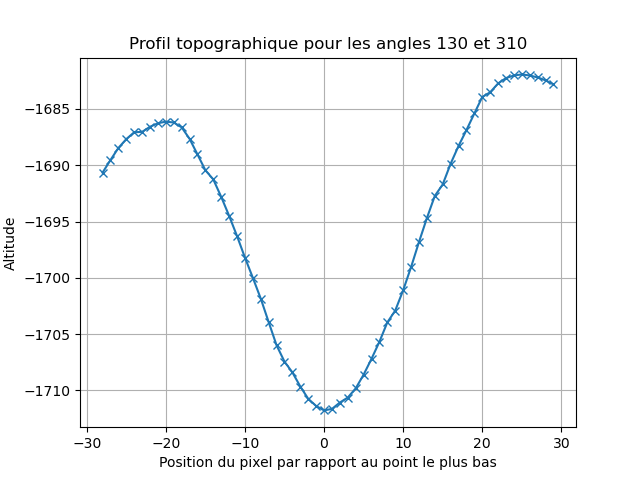 Profil topographique pour les angles 130 et 310
Altitude
−1685
−1690
−1695
−1700
−1705
−1710
−30 −20 −10 0 10 20 30
Position du pixel par rapport au point le plus bas